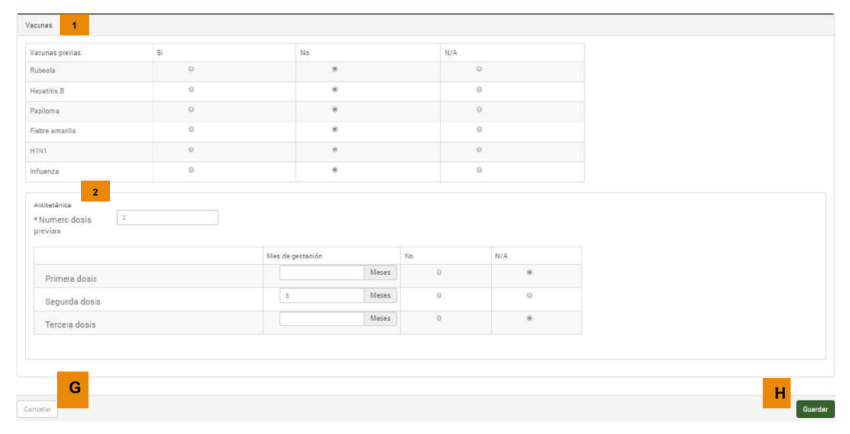 Vacunas 1
Vacunas previas Si No N/A
Rubeola
Hepatitis B
Papiloma
Fiebre amarilla
H1N1
Influenza
2
Antitetánica
*Numero dosis 2
previas
Mes de gestación No N/A
Primera dosis Meses
Segunda dosis 5 Meses
Tercera dosis Meses
G
H
Cancelar Guardar